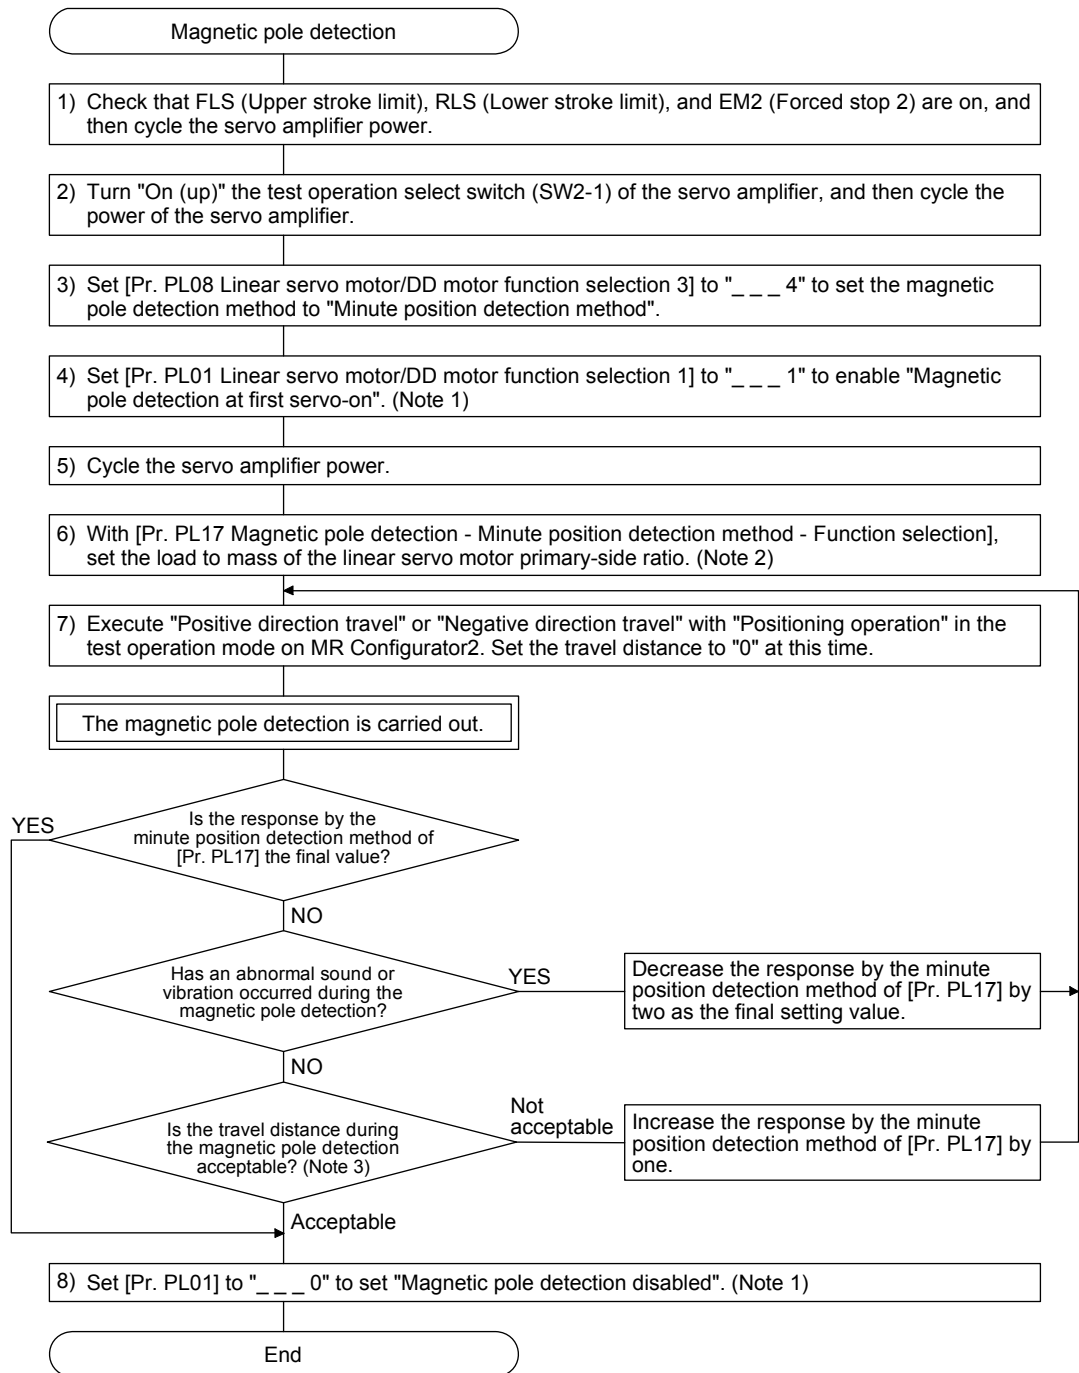 Magnetic pole detection
1) Check that FLS (Upper stroke limit), RLS (Lower stroke limit), and EM2 (Forced stop 2) are on, and
then cycle the servo amplifier power.
2) Turn "On (up)" the test operation select switch (SW2-1) of the servo amplifier, and then cycle the
power of the servo amplifier.
3) Set [Pr. PL08 Linear servo motor/DD motor function selection 3] to "_ _ _ 4" to set the magnetic
pole detection method to "Minute position detection method".
4) Set [Pr. PL01 Linear servo motor/DD motor function selection 1] to "_ _ _ 1" to enable "Magnetic
pole detection at first servo-on". (Note 1)
5) Cycle the servo amplifier power.
6) With [Pr. PL17 Magnetic pole detection - Minute position detection method - Function selection],
set the load to mass of the linear servo motor primary-side ratio. (Note 2)
7) Execute "Positive direction travel" or "Negative direction travel" with "Positioning operation" in the
test operation mode on MR Configurator2. Set the travel distance to "0" at this time.
The magnetic pole detection is carried out.
YES
Is the response by the
minute position detection method of
[Pr. PL17] the final value?
NO
Has an abnormal sound or
vibration occurred during the
magnetic pole detection?
YES
Decrease the response by the minute
position detection method of [Pr. PL17] by
two as the final setting value.
NO
Is the travel distance during
the magnetic pole detection
acceptable? (Note 3)
Not
acceptable
Increase the response by the minute
position detection method of [Pr. PL17] by
one.
Acceptable
8) Set [Pr. PL01] to "_ _ _ 0" to set "Magnetic pole detection disabled". (Note 1)
End